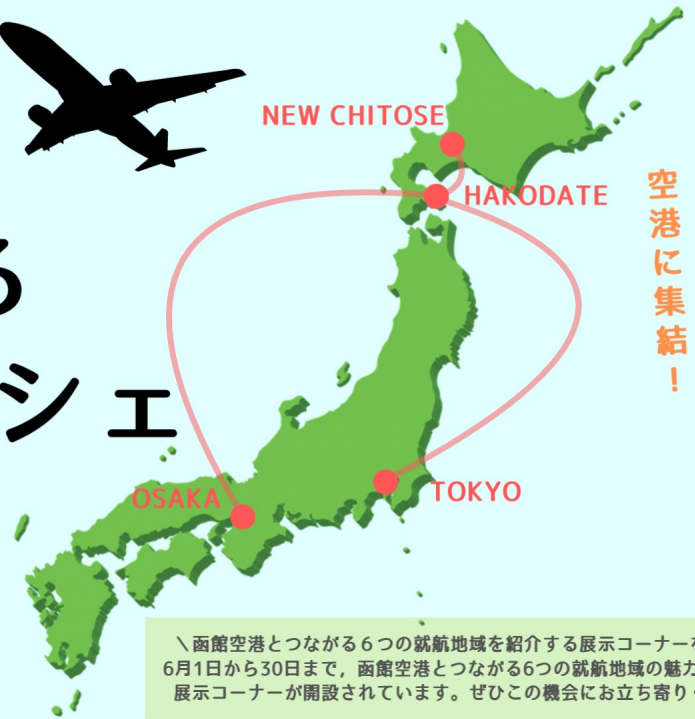 NEW CHITOSE
HAKODATE
空港に集結！
る
シェ
OSAKA
TOKYO
＼函館空港とつながる６つの就航地域を紹介する展示コーナー
6月1日から30日まで，函館空港とつながる6つの就航地域の魅力
展示コーナーが開設されています。ぜひこの機会にお立ち寄り